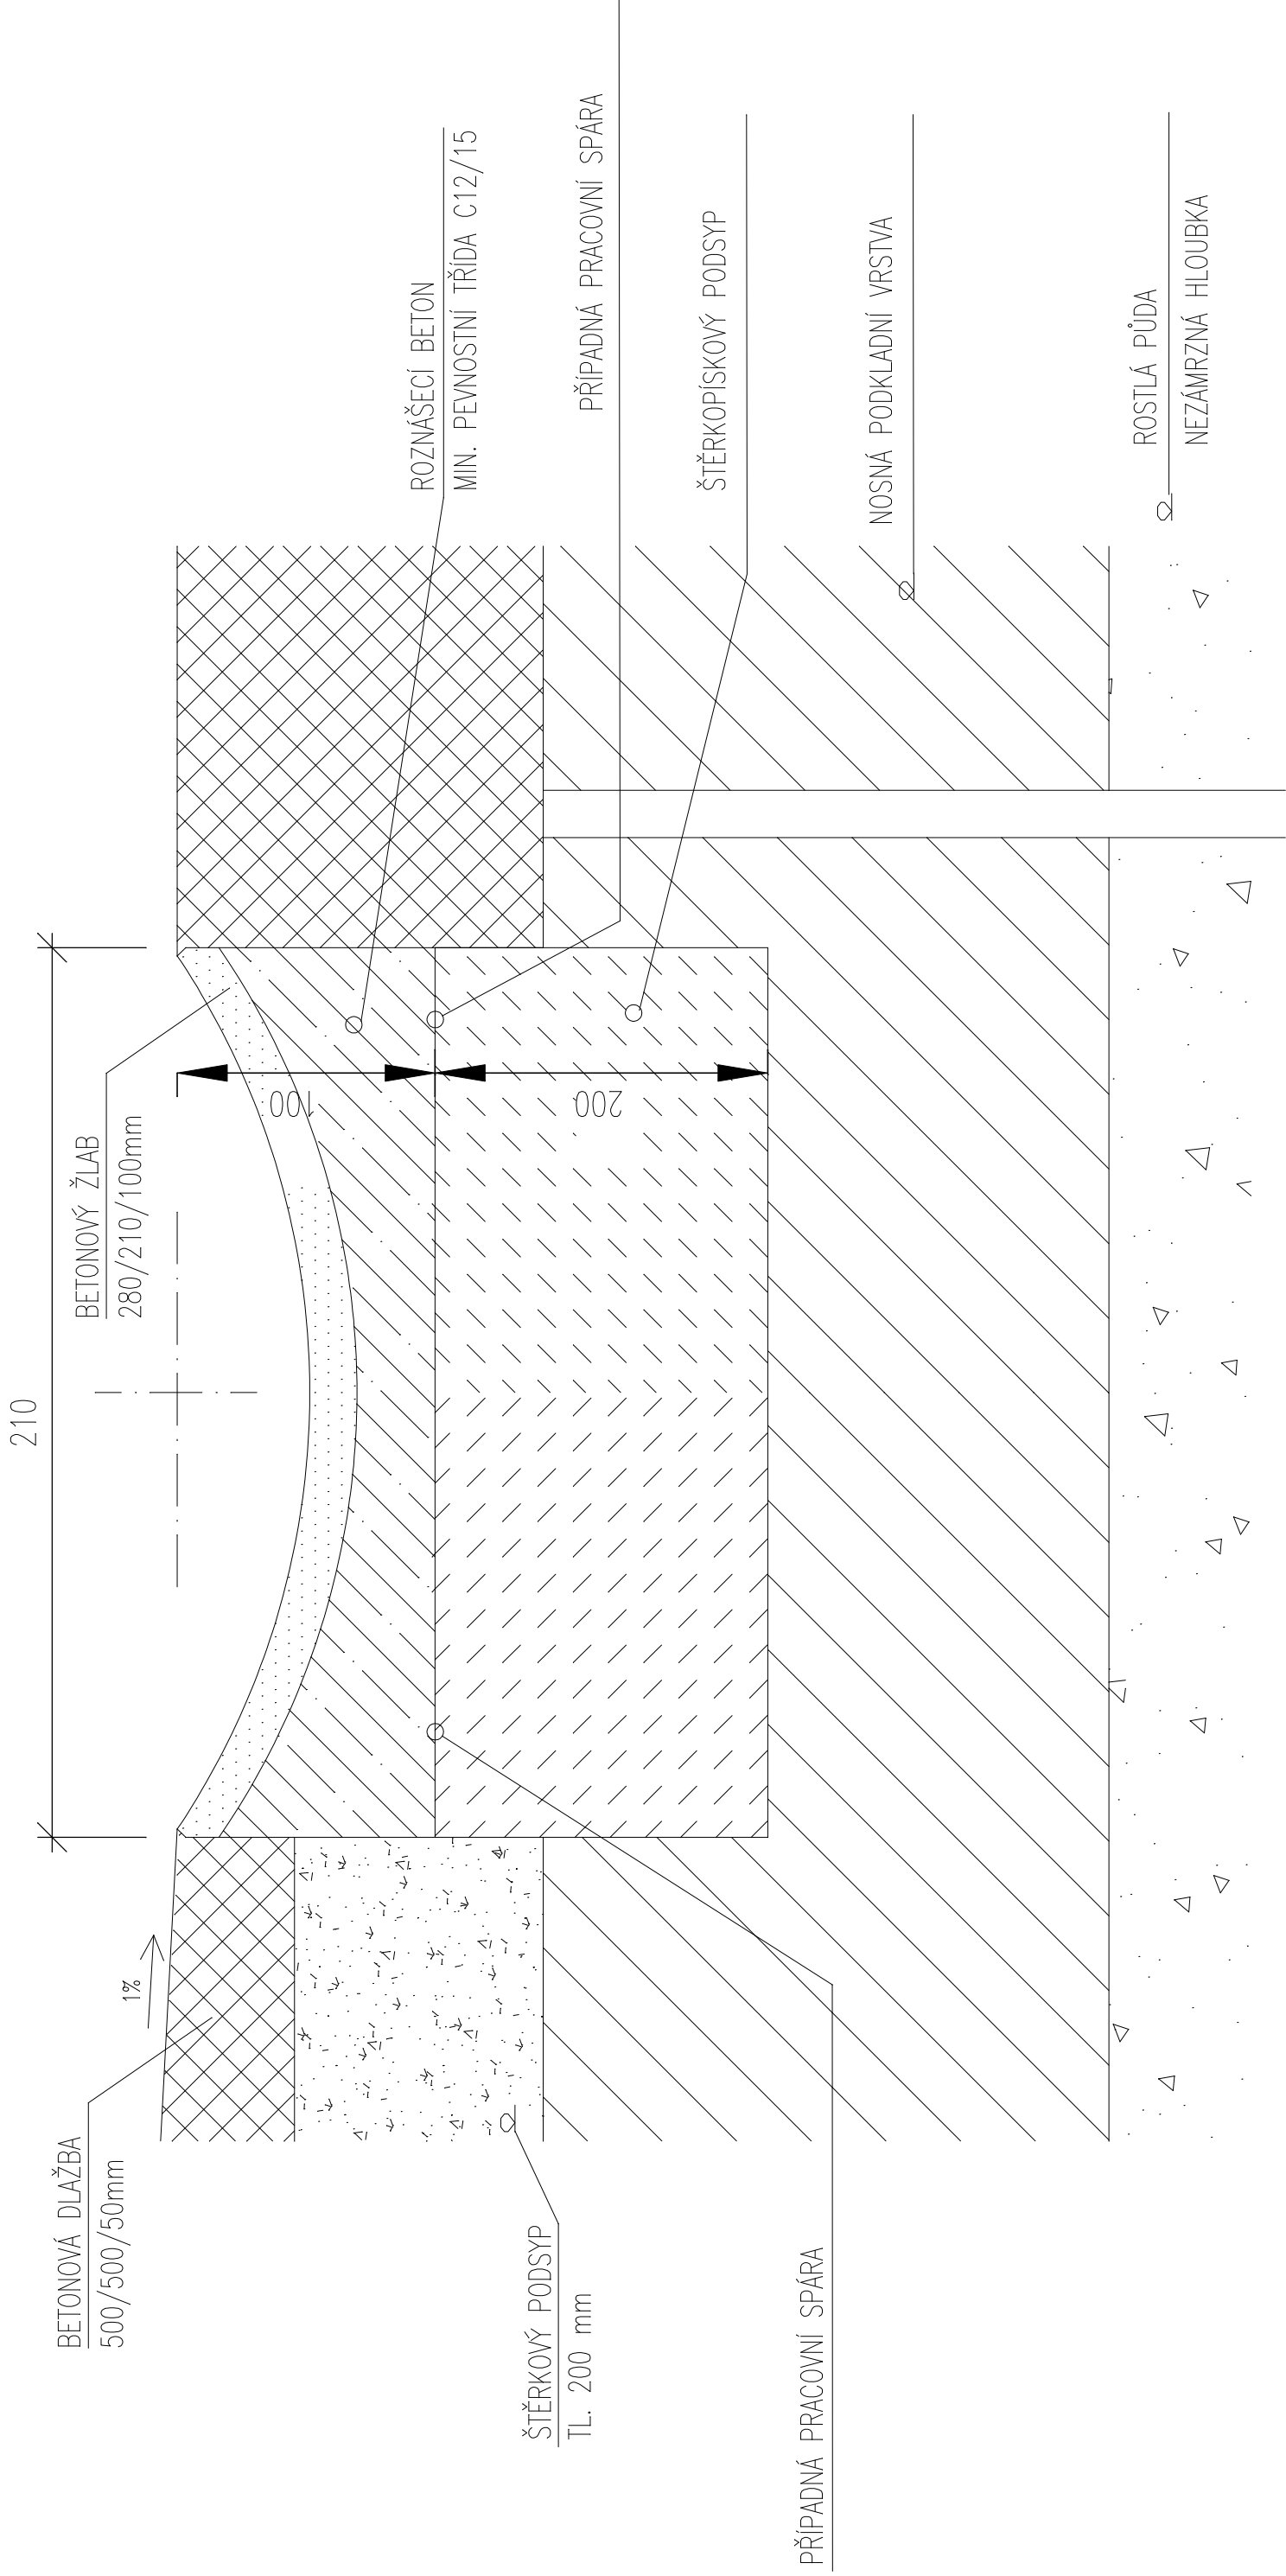 210
BETONOVÁ DLAŽBA
500/500/50mm
1%
BETONOVÝ ŽLAB
280/210/100mm
100
200
ROZNÁŠECÍ BETON
MIN. PEVNOSTNÍ TŘÍDA C12/15
PŘÍPADNÁ PRACOVNÍ SPÁRA
ŠTĚRKOPÍSKOVÝ PODSYP
NOSNÁ PODKLADNÍ VRSTVA
ROSTLÁ PŮDA
NEZÁMRZNÁ HLOUBKA
ŠTĚRKOVÝ PODSYP
TL. 200 mm
PŘÍPADNÁ PRACOVNÍ SPÁRA